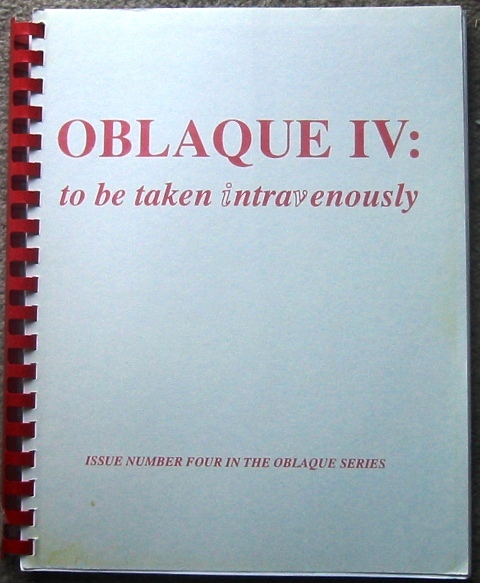 OBLAQUE IV:
to be taken intravenously
ISSUE NUMBER FOUR IN THE OBLAQUE SERIES